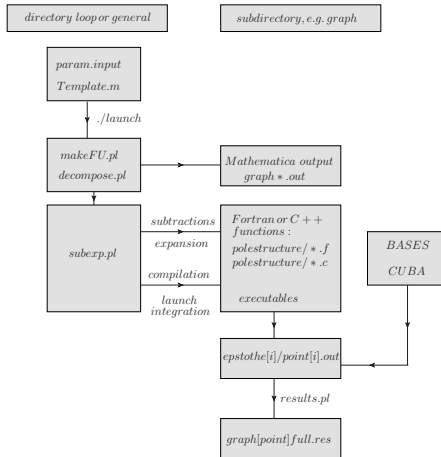 directory loop or general
subdirectory, e.g. graph
param.input
Template.m
./launch
makeFU.pl
decompose.pl
Mathematica output
graph * .out
subexp.pl
subtractions
expansion
compilation
launch
integration
Fortran or C + +
functions :
polestructure/ * .f
polestructure/ * .c
executables
BASES
CUBA
epstothe[i]/point[i].out
results.pl
graph[point]full.res